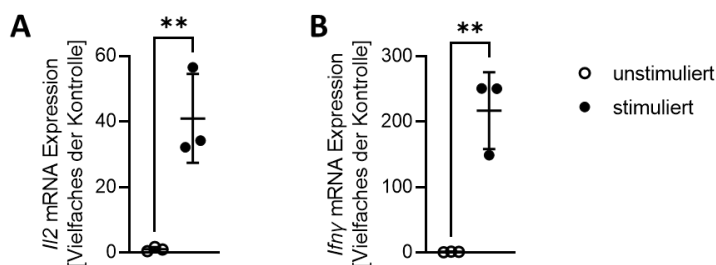 A
**
60
40
20
0
Il2 mRNA Expression
[Vielfaches der Kontrolle]
B
**
300
200
100
0
Ifnγ mRNA Expression
[Vielfaches der Kontrolle]
unstimuliert
stimuliert